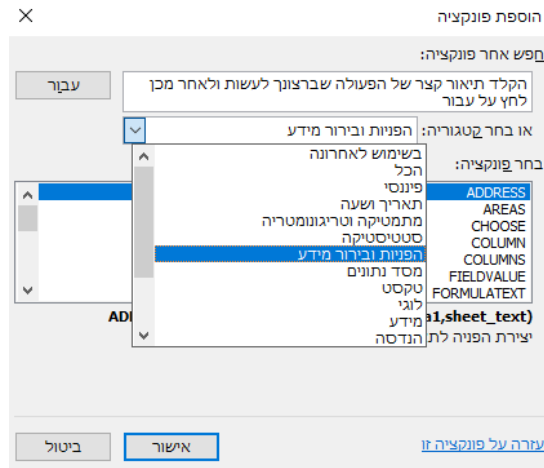 הוספת פונקציה
חפש אחר פונקציה:
הקלד תיאור קצר של הפעולה שברצונך לעשות ולאחר מכן
לחץ על עבור
עבור
או בחר קטגוריה: הפניות ובירור מידע
בשימוש לאחרונה
הכל
פיננסי
תאריך ושעה
מתמטיקה וטריגונומטריה
סטטיסטיקה
הפניות ובירור מידע
מסד נתונים
טקסט
לוגי
מידע
הנדסה
בחר פונקציה:
ADDRESS
AREAS
CHOOSE
COLUMN
COLUMNS
FIELDVALUE
FORMULATEXT
a1,sheet_text)
יצירת הפניה לת
עזרה על פונקציה זו
אישור
ביטול